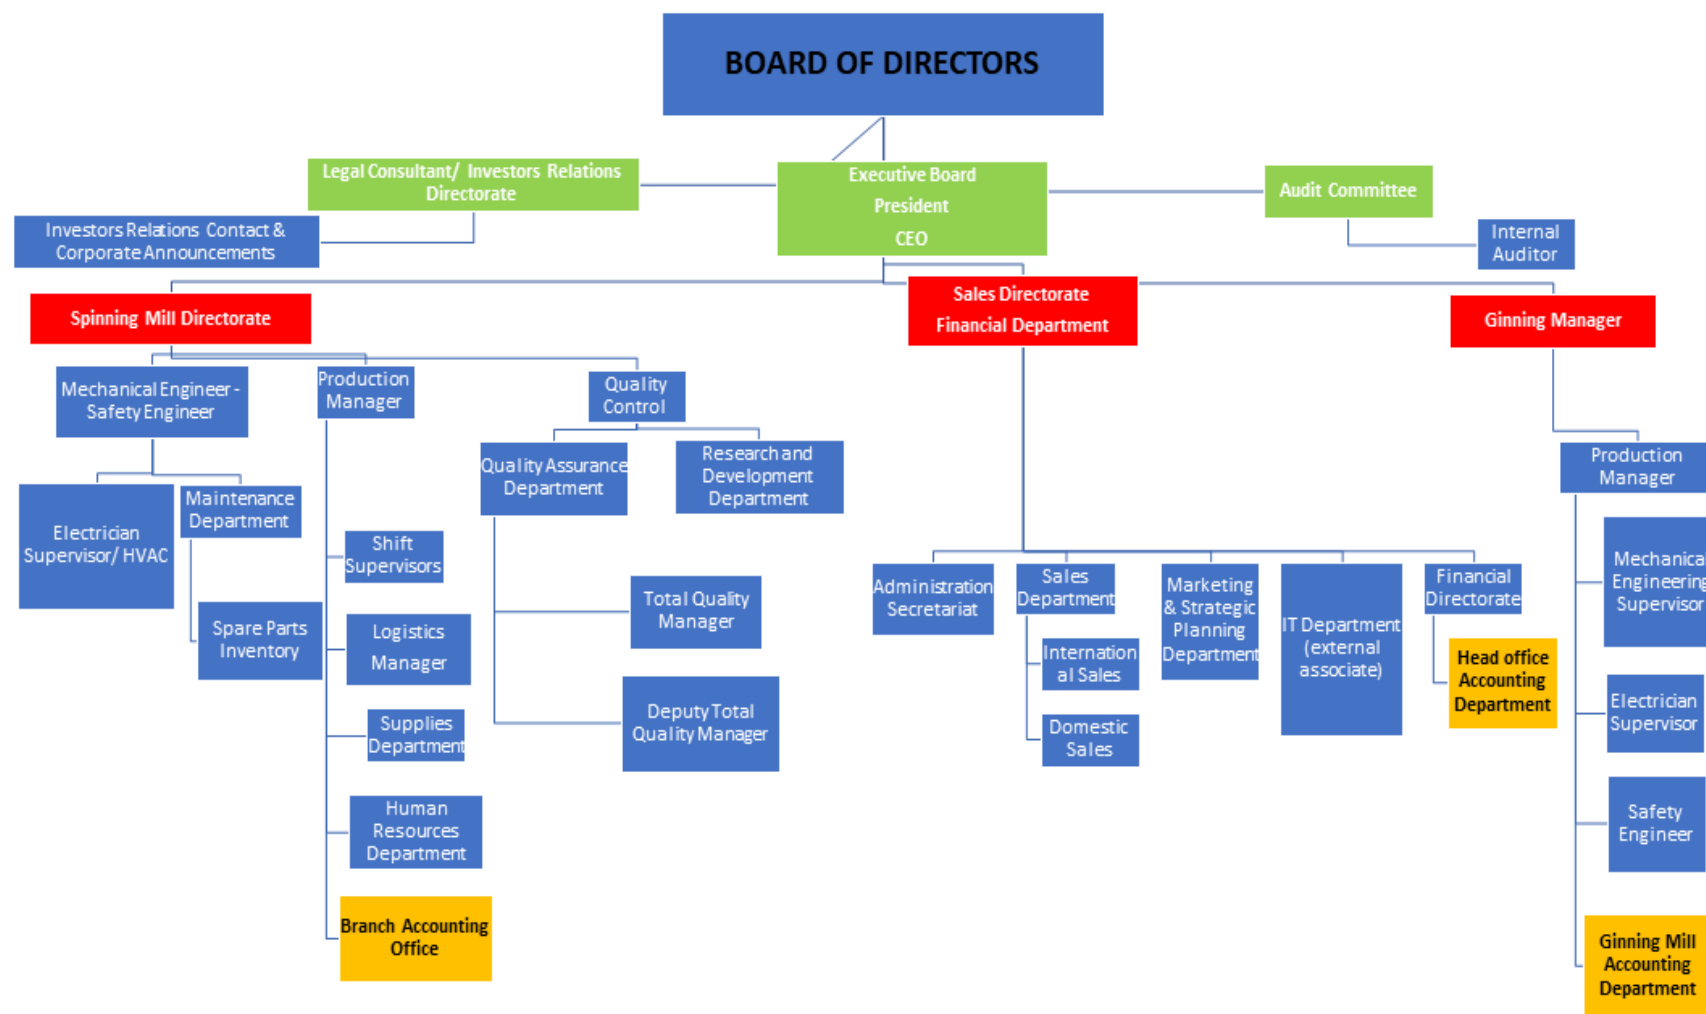 BOARD OF DIRECTORS
Legal Consultant/ Investors Relations
Directorate
Executive Board
President
CEO
Audit Committee
Investors Relations Contact &
Corporate Announcements
Internal
Auditor
Spinning Mill Directorate
Sales Directorate
Financial Department
Ginning Manager
Mechanical Engineer -
Safety Engineer
Production
Manager
Quality
Control
Quality Assurance
Department
Research and
Development
Department
Production
Manager
Electrician
Supervisor/ HVAC
Maintenance
Department
Shift
Supervisors
Spare Parts
Inventory
Logistics
Manager
Supplies
Department
Human
Resources
Department
Branch Accounting
Office
Total Quality
Manager
Deputy Total
Quality Manager
Administration
Secretariat
Sales
Department
Internation
al Sales
Domestic
Sales
Marketing
& Strategic
Planning
Department
IT Department
(external
associate)
Financial
Directorate
Head office
Accounting
Department
Mechanical
Engineering
Supervisor
Electrician
Supervisor
Safety
Engineer
Ginning Mill
Accounting
Department